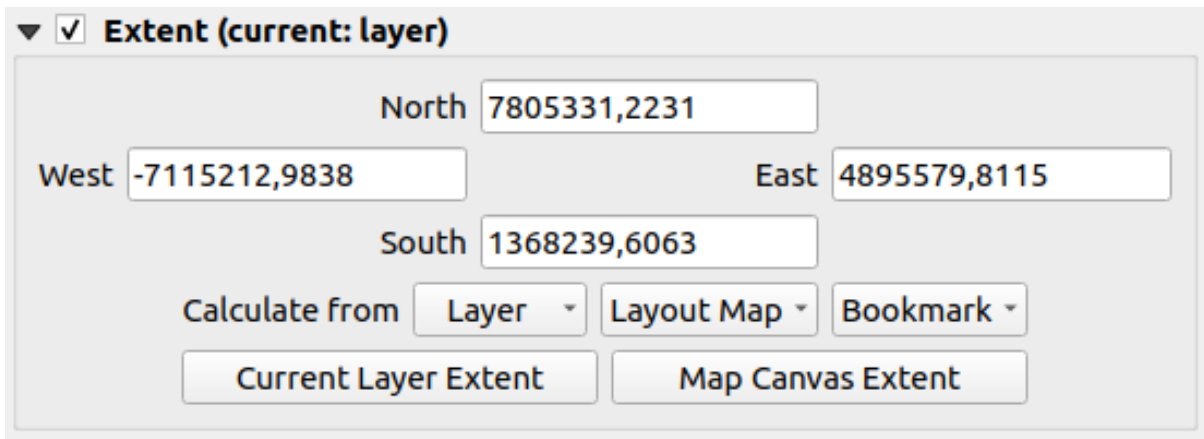 Extent (current: layer)
North 7805331,2231
West -7115212,9838 East 4895579,8115
South 1368239,6063
Calculate from Layer Layout Map Bookmark
Current Layer Extent Map Canvas Extent